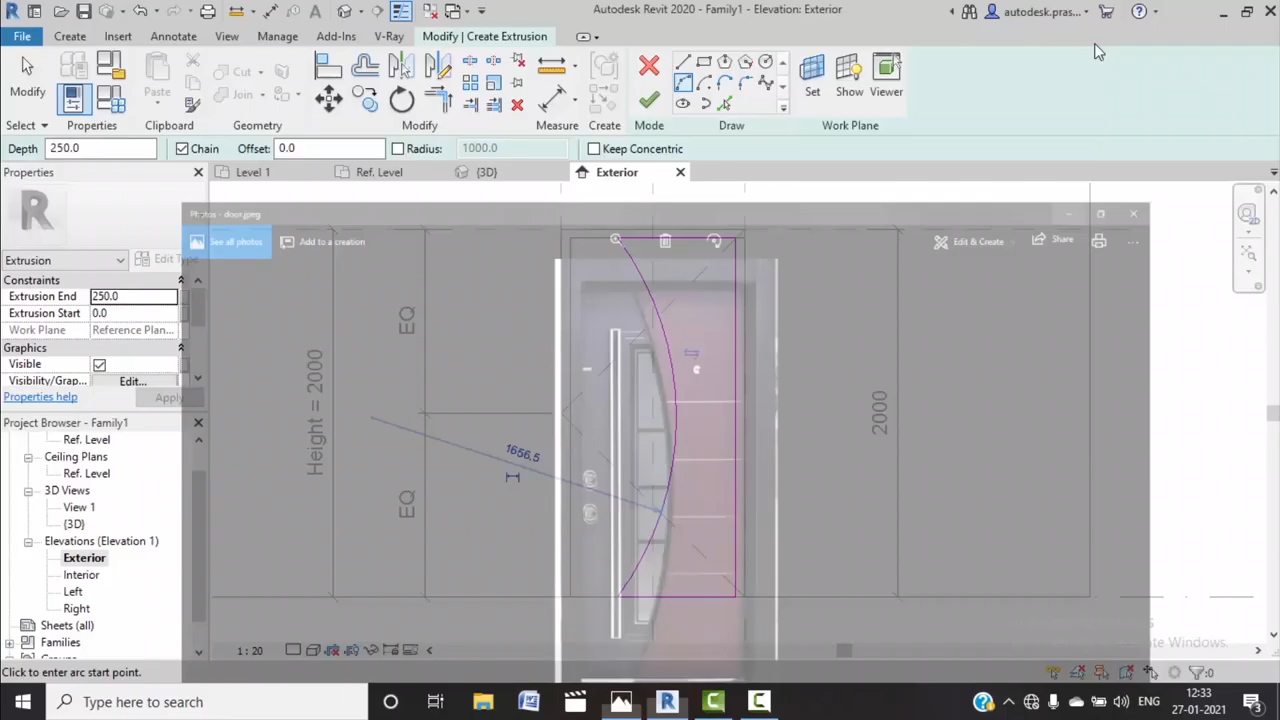 Autodesk Revit 2020 - Family1 - Elevation: Exterior
autodesk.pras...
File Create Insert Annotate View Manage Add-Ins V-Ray Modify | Create Extrusion
Modify Paste Cut Join Set Show Viewer
Select Properties Clipboard Geometry Modify Measure Create Mode Draw Work Plane
Depth 250.0 Chain Offset: 0.0 Radius: 1000.0 Keep Concentric
Properties Level 1 Ref. Level {3D} Exterior
Photos - door.jpeg
See all photos Add to a creation Edit & Create Share
Extrusion Edit Type
Constraints
Extrusion End 250.0
Extrusion Start 0.0
Work Plane Reference Plan...
Graphics
Visible
Visibility/Grap... Edit...
Properties help Apply
Project Browser - Family1
Ref. Level
Ceiling Plans
Ref. Level
3D Views
View 1
{3D}
Elevations (Elevation 1)
Exterior
Interior
Left
Right
Sheets (all)
Families
Height = 2000
EQ
EQ
1656.5
2000
1 : 20
Click to enter arc start point.
:0
Type here to search
ENG
12:33
27-01-2021
3